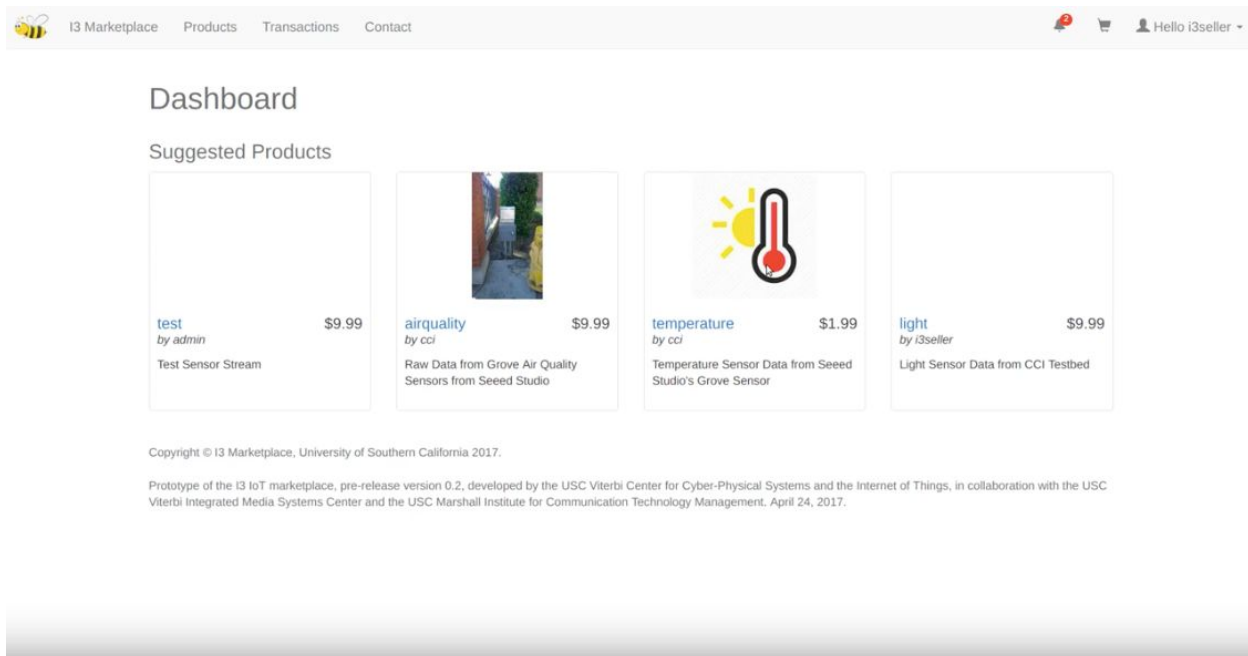 I3 Marketplace Products Transactions Contact 2 Hello i3seller
Dashboard
Suggested Products
test $9.99
by admin
Test Sensor Stream
airquality $9.99
by cci
Raw Data from Grove Air Quality
Sensors from Seeed Studio
temperature $1.99
by cci
Temperature Sensor Data from Seeed
Studio's Grove Sensor
light $9.99
by i3seller
Light Sensor Data from CCI Testbed
Copyright © I3 Marketplace, University of Southern California 2017.
Prototype of the I3 IoT marketplace, pre-release version 0.2, developed by the USC Viterbi Center for Cyber-Physical Systems and the Internet of Things, in collaboration with the USC
Viterbi Integrated Media Systems Center and the USC Marshall Institute for Communication Technology Management. April 24, 2017.